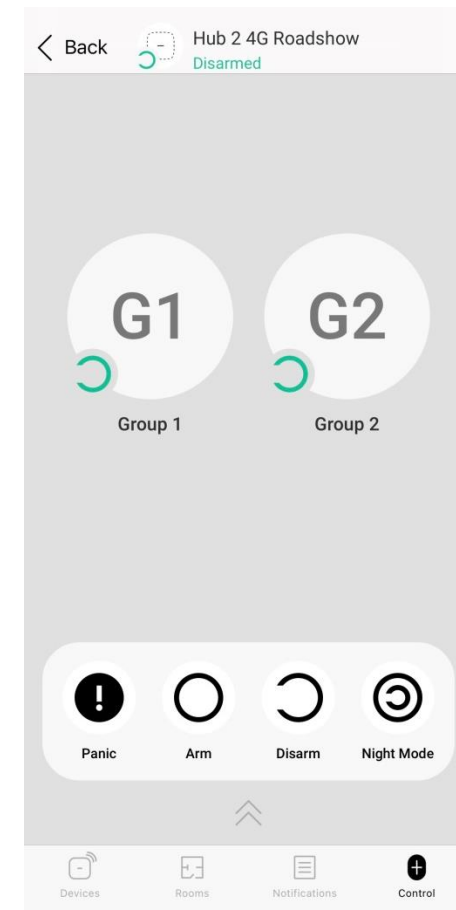 Back
Hub 2 4G Roadshow
Disarmed
G1
G2
Group 1
Group 2
Panic
Arm
Disarm
Night Mode
Devices
Rooms
Notifications
Control